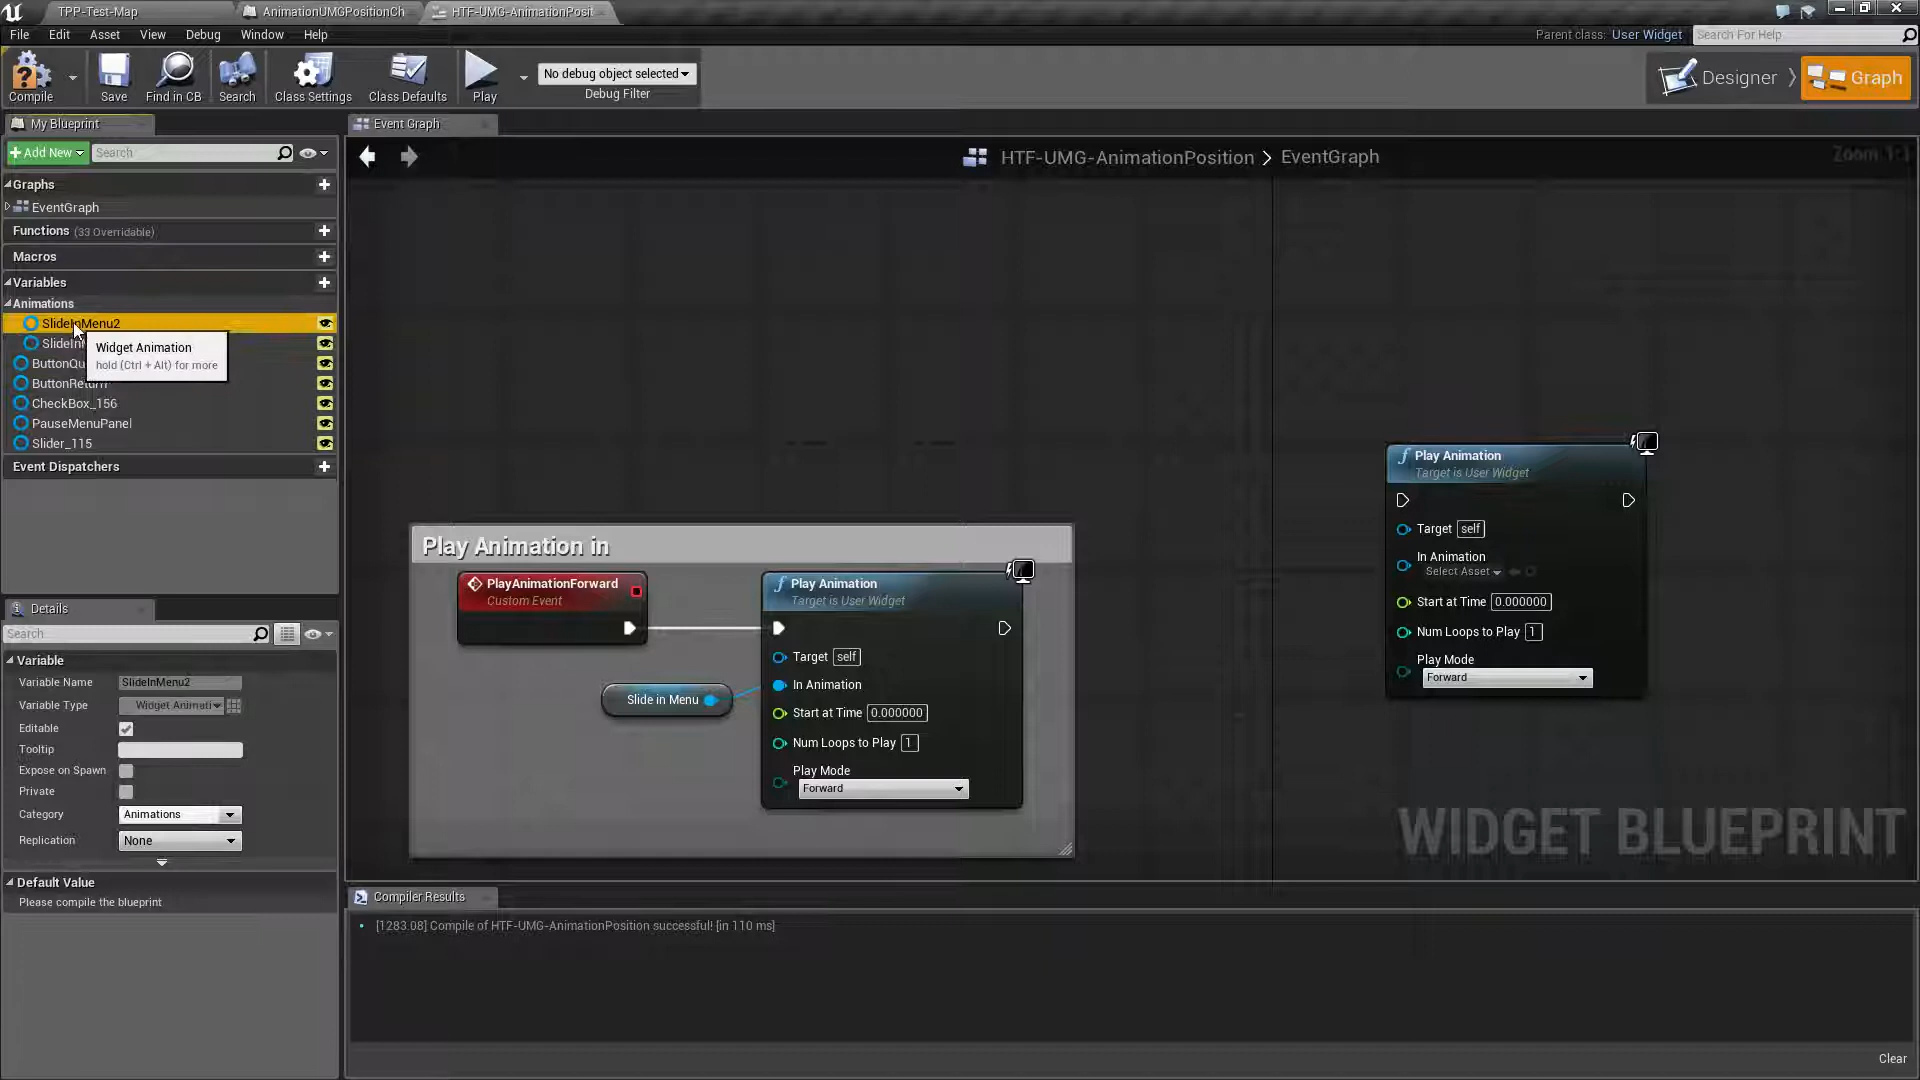 TPP-Test-Map
AnimationUMGPositionCh
HTF-UMG-AnimationPosit
File Edit Asset View Debug Window Help
Parent class: User Widget
Search For Help
Compile
Save
Find in CB
Search
Class Settings
Class Defaults
Play
No debug object selected
Debug Filter
Designer
Graph
My Blueprint
+ Add New
Search
Graphs
EventGraph
Functions (33 Overridable)
Macros
Variables
Animations
SlideInMenu2
SlideIn
ButtonQu
ButtonReturn
CheckBox_156
PauseMenuPanel
Slider_115
Event Dispatchers
Widget Animation
hold (Ctrl + Alt) for more
Details
Search
Variable
Variable Name SlideInMenu2
Variable Type Widget Animati
Editable
Tooltip
Expose on Spawn
Private
Category Animations
Replication None
Default Value
Please compile the blueprint
Event Graph
HTF-UMG-AnimationPosition > EventGraph
Zoom 1:1
Play Animation in
PlayAnimationForward
Custom Event
Slide in Menu
Play Animation
Target is User Widget
Target self
In Animation
Start at Time 0.000000
Num Loops to Play 1
Play Mode
Forward
Play Animation
Target is User Widget
Target self
In Animation
Select Asset
Start at Time 0.000000
Num Loops to Play 1
Play Mode
Forward
WIDGET BLUEPRINT
Compiler Results
[1283.08] Compile of HTF-UMG-AnimationPosition successful! [in 110 ms]
Clear